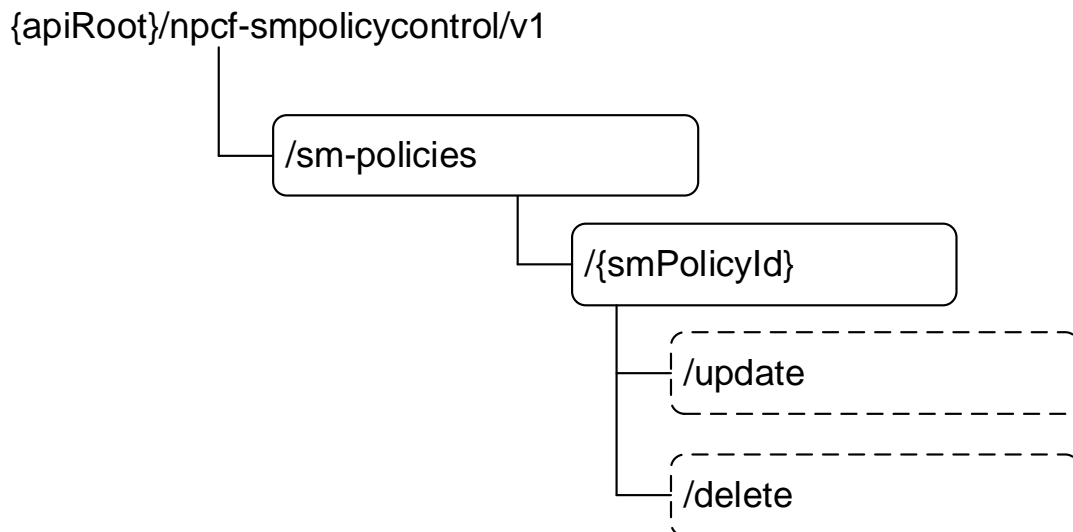 {apiRoot}/npcf-smpolicycontrol/v1
/sm-policies
/{smPolicyId}
/update
/delete